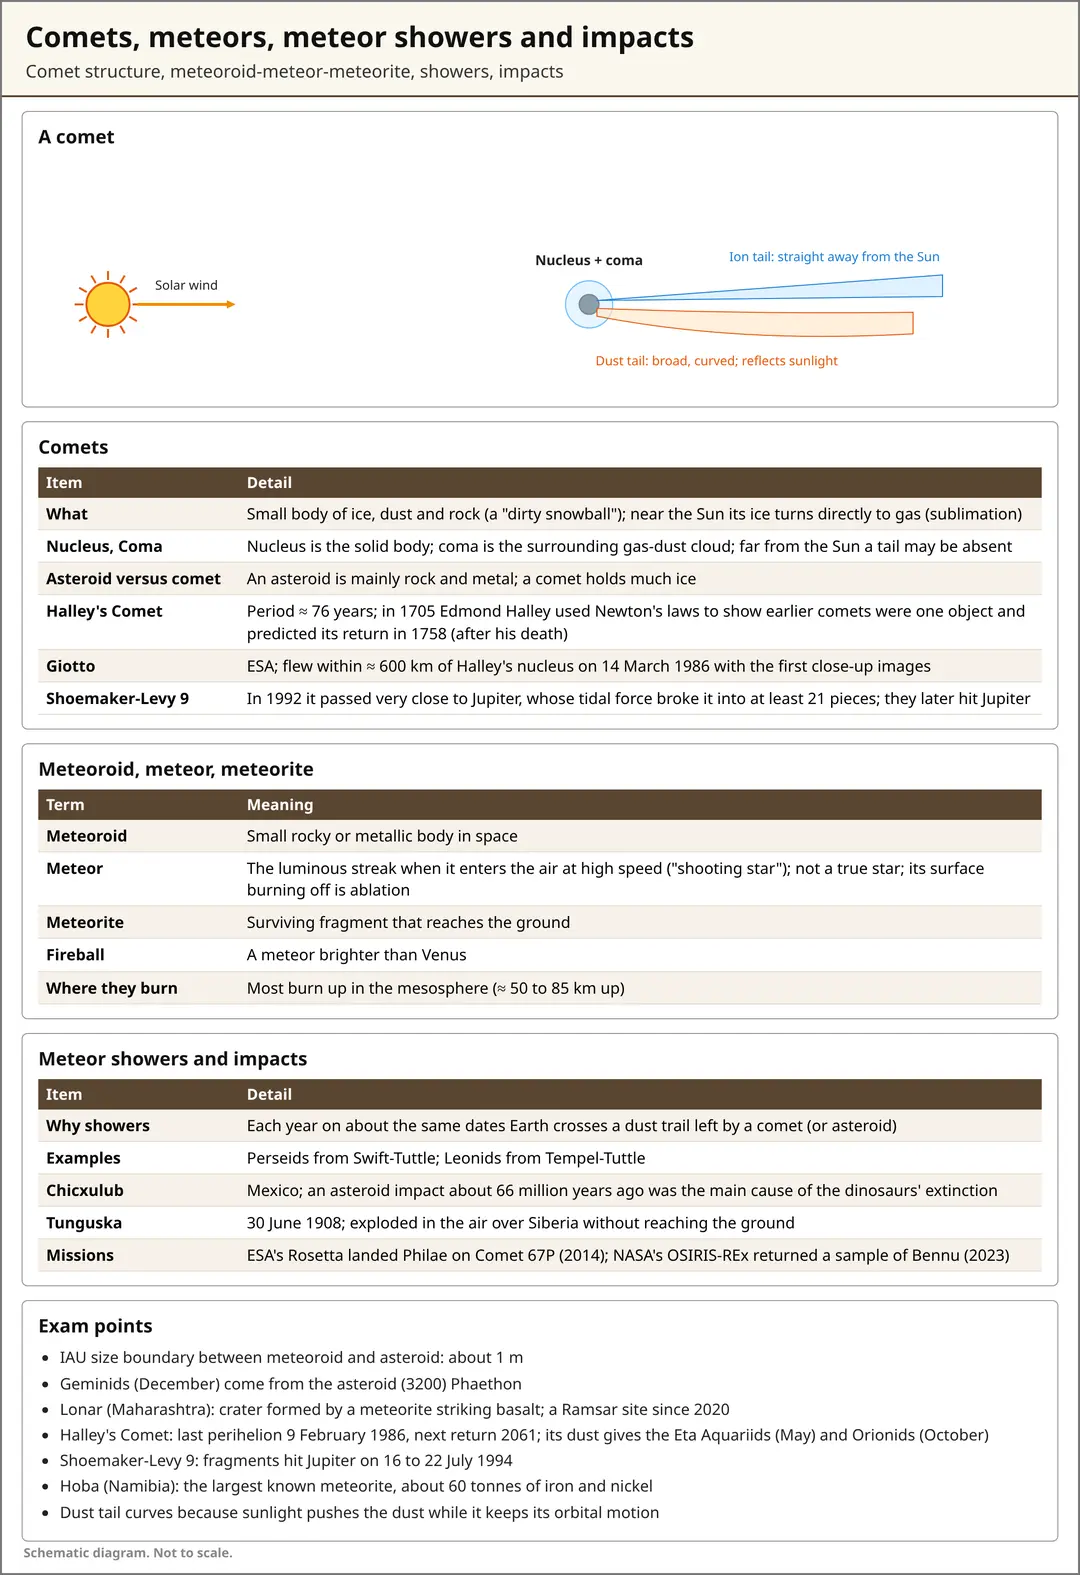 Comets, meteors, meteor showers and impacts
Comet structure, meteoroid-meteor-meteorite, showers, impacts
A comet
Solar wind
Nucleus + coma
Ion tail: straight away from the Sun
Dust tail: broad, curved; reflects sunlight
Comets
Item Detail
What Small body of ice, dust and rock (a "dirty snowball"); near the Sun its ice turns directly to gas (sublimation)
Nucleus, Coma Nucleus is the solid body; coma is the surrounding gas-dust cloud; far from the Sun a tail may be absent
Asteroid versus comet An asteroid is mainly rock and metal; a comet holds much ice
Halley's Comet Period ≈ 76 years; in 1705 Edmond Halley used Newton's laws to show earlier comets were one object and
predicted its return in 1758 (after his death)
Giotto ESA; flew within ≈ 600 km of Halley's nucleus on 14 March 1986 with the first close-up images
Shoemaker-Levy 9 In 1992 it passed very close to Jupiter, whose tidal force broke it into at least 21 pieces; they later hit Jupiter
Meteoroid, meteor, meteorite
Term Meaning
Meteoroid Small rocky or metallic body in space
Meteor The luminous streak when it enters the air at high speed ("shooting star"); not a true star; its surface
burning off is ablation
Meteorite Surviving fragment that reaches the ground
Fireball A meteor brighter than Venus
Where they burn Most burn up in the mesosphere (≈ 50 to 85 km up)
Meteor showers and impacts
Item Detail
Why showers Each year on about the same dates Earth crosses a dust trail left by a comet (or asteroid)
Examples Perseids from Swift-Tuttle; Leonids from Tempel-Tuttle
Chicxulub Mexico; an asteroid impact about 66 million years ago was the main cause of the dinosaurs' extinction
Tunguska 30 June 1908; exploded in the air over Siberia without reaching the ground
Missions ESA's Rosetta landed Philae on Comet 67P (2014); NASA's OSIRIS-REx returned a sample of Bennu (2023)
Exam points
• IAU size boundary between meteoroid and asteroid: about 1 m
• Geminids (December) come from the asteroid (3200) Phaethon
• Lonar (Maharashtra): crater formed by a meteorite striking basalt; a Ramsar site since 2020
• Halley's Comet: last perihelion 9 February 1986, next return 2061; its dust gives the Eta Aquariids (May) and Orionids (October)
• Shoemaker-Levy 9: fragments hit Jupiter on 16 to 22 July 1994
• Hoba (Namibia): the largest known meteorite, about 60 tonnes of iron and nickel
• Dust tail curves because sunlight pushes the dust while it keeps its orbital motion
Schematic diagram. Not to scale.